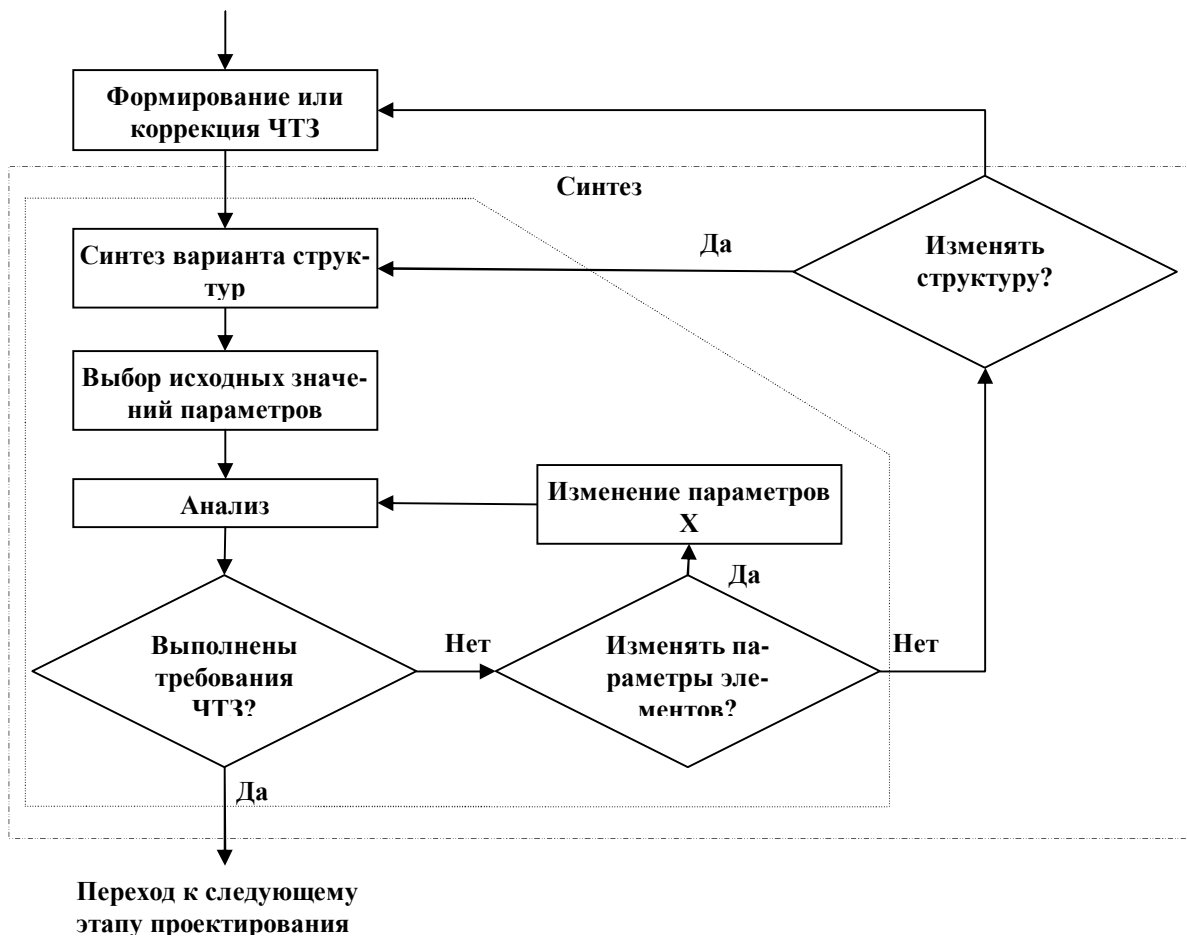 Формирование или
коррекция ЧТЗ
Синтез
Синтез варианта струк-
тур
Да
Изменять
структуру?
Выбор исходных значе-
ний параметров
Анализ
Изменение параметров
X
Да
Выполнены
требования
ЧТЗ?
Нет
Изменять па-
раметры эле-
ментов?
Нет
Да
Переход к следующему
этапу проектирования